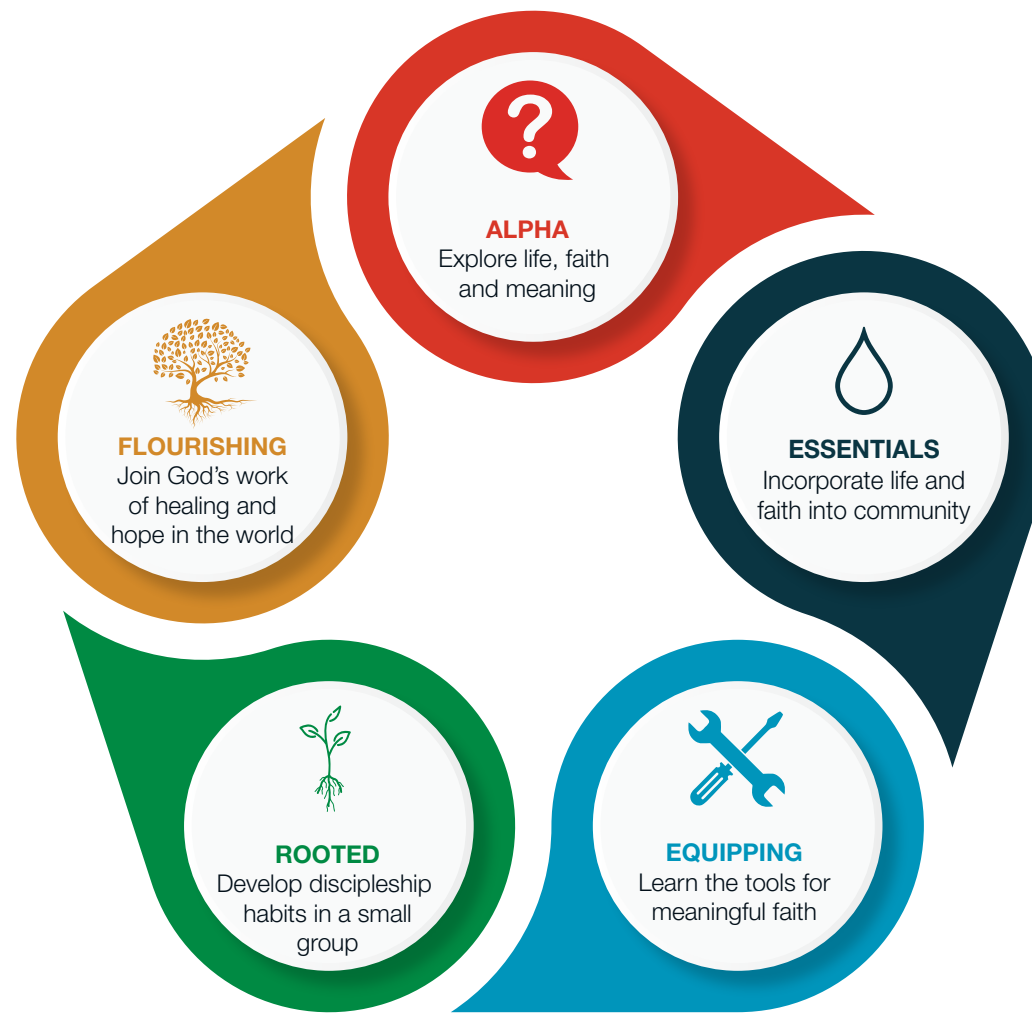 ?
ALPHA
Explore life, faith
and meaning
ESSENTIALS
Incorporate life and
faith into community
EQUIPPING
Learn the tools for
meaningful faith
ROOTED
Develop discipleship
habits in a small
group
FLOURISHING
Join God’s work
of healing and
hope in the world